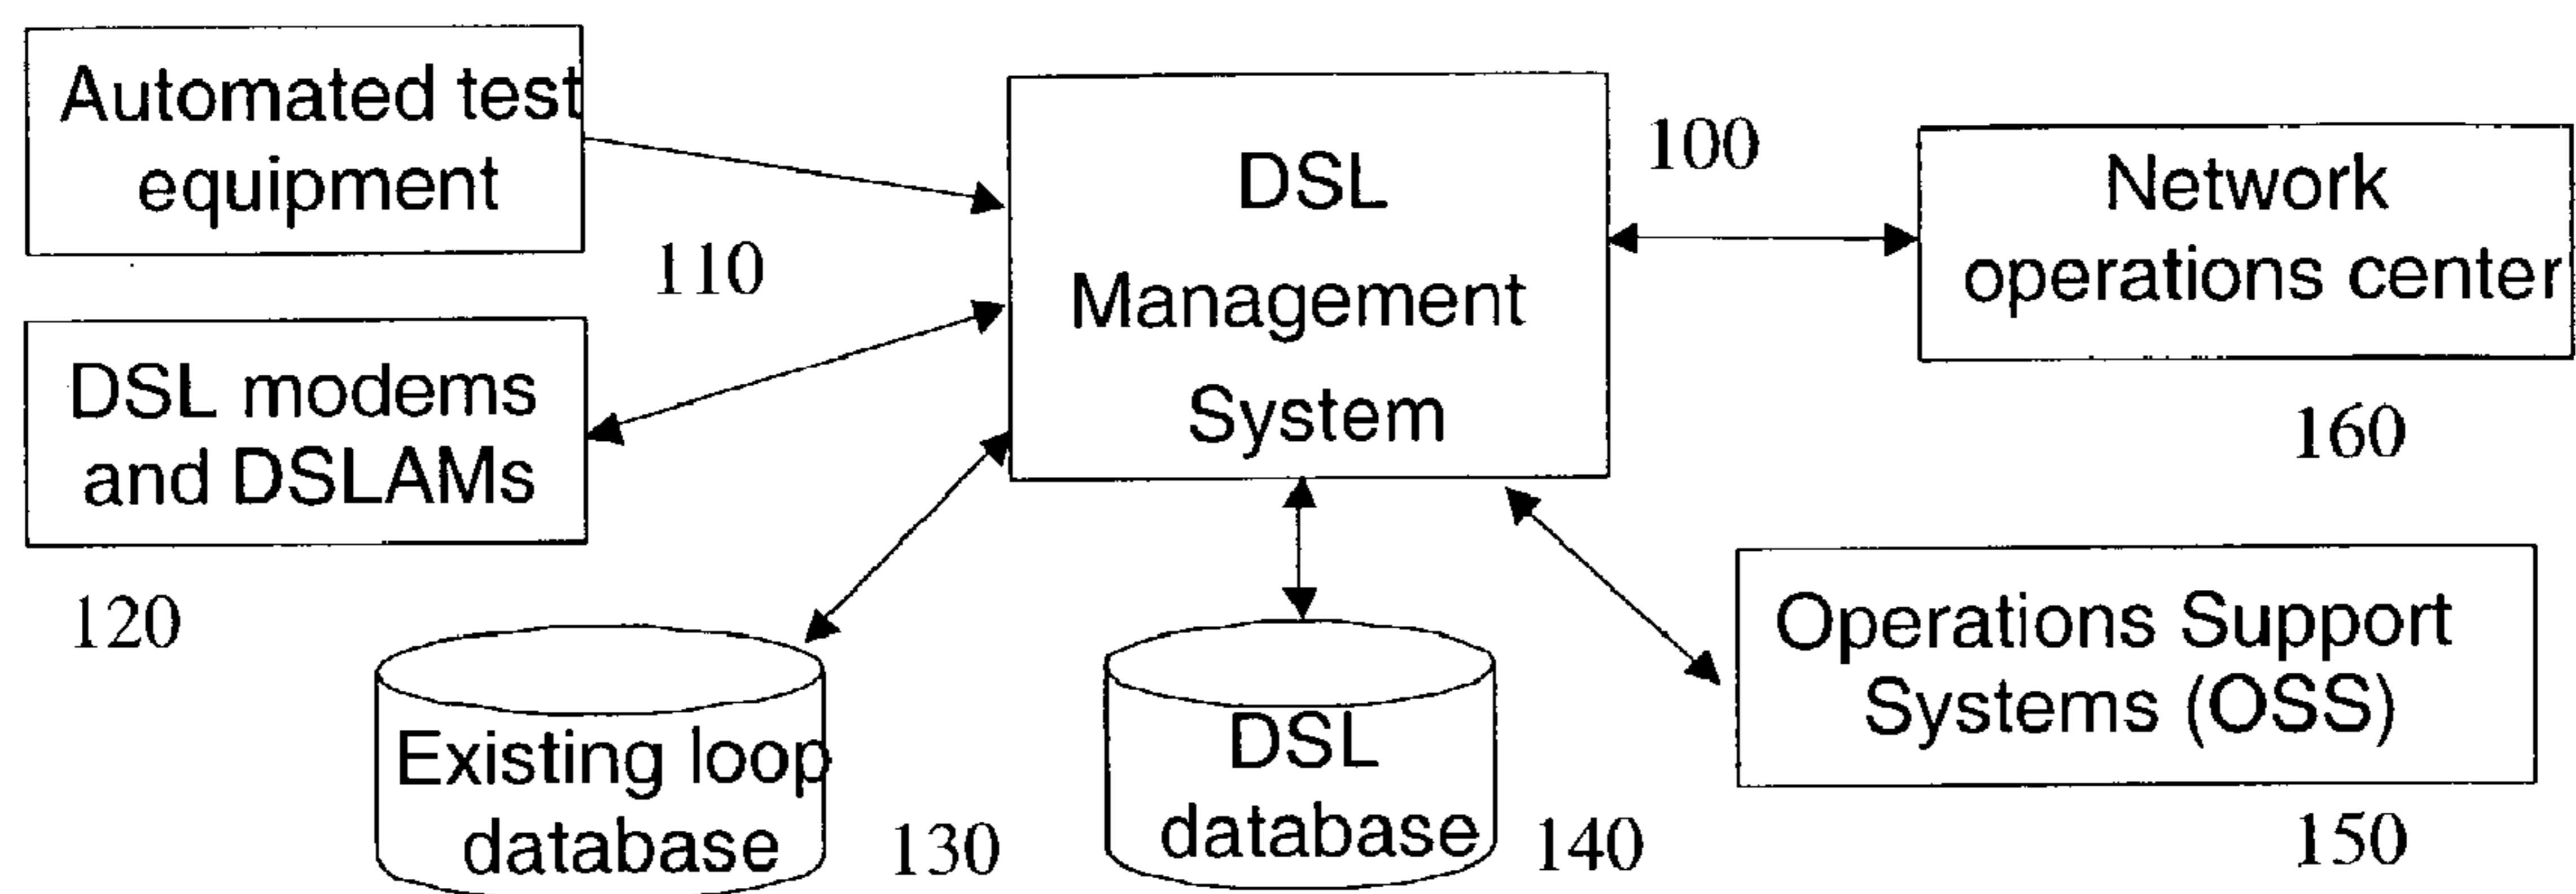 Automated test
equipment
110
DSL
Management
System
100
Network
operations center
160
DSL modems
and DSLAMs
120
Existing loop
database
130
DSL
database
140
Operations Support
Systems (OSS)
150